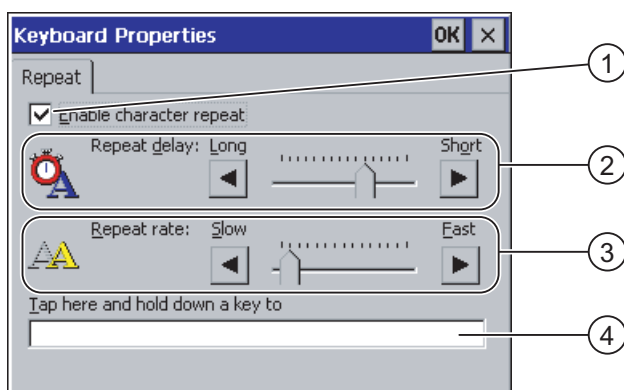 Keyboard Properties OK ×
1
Repeat
Enable character repeat
Repeat delay: Long Short
2
Repeat rate: Slow Fast
3
Tap here and hold down a key to
4